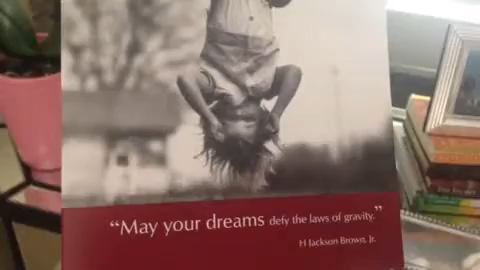 “May your dreams defy the laws of gravity.”
H Jackson Brown, Jr.